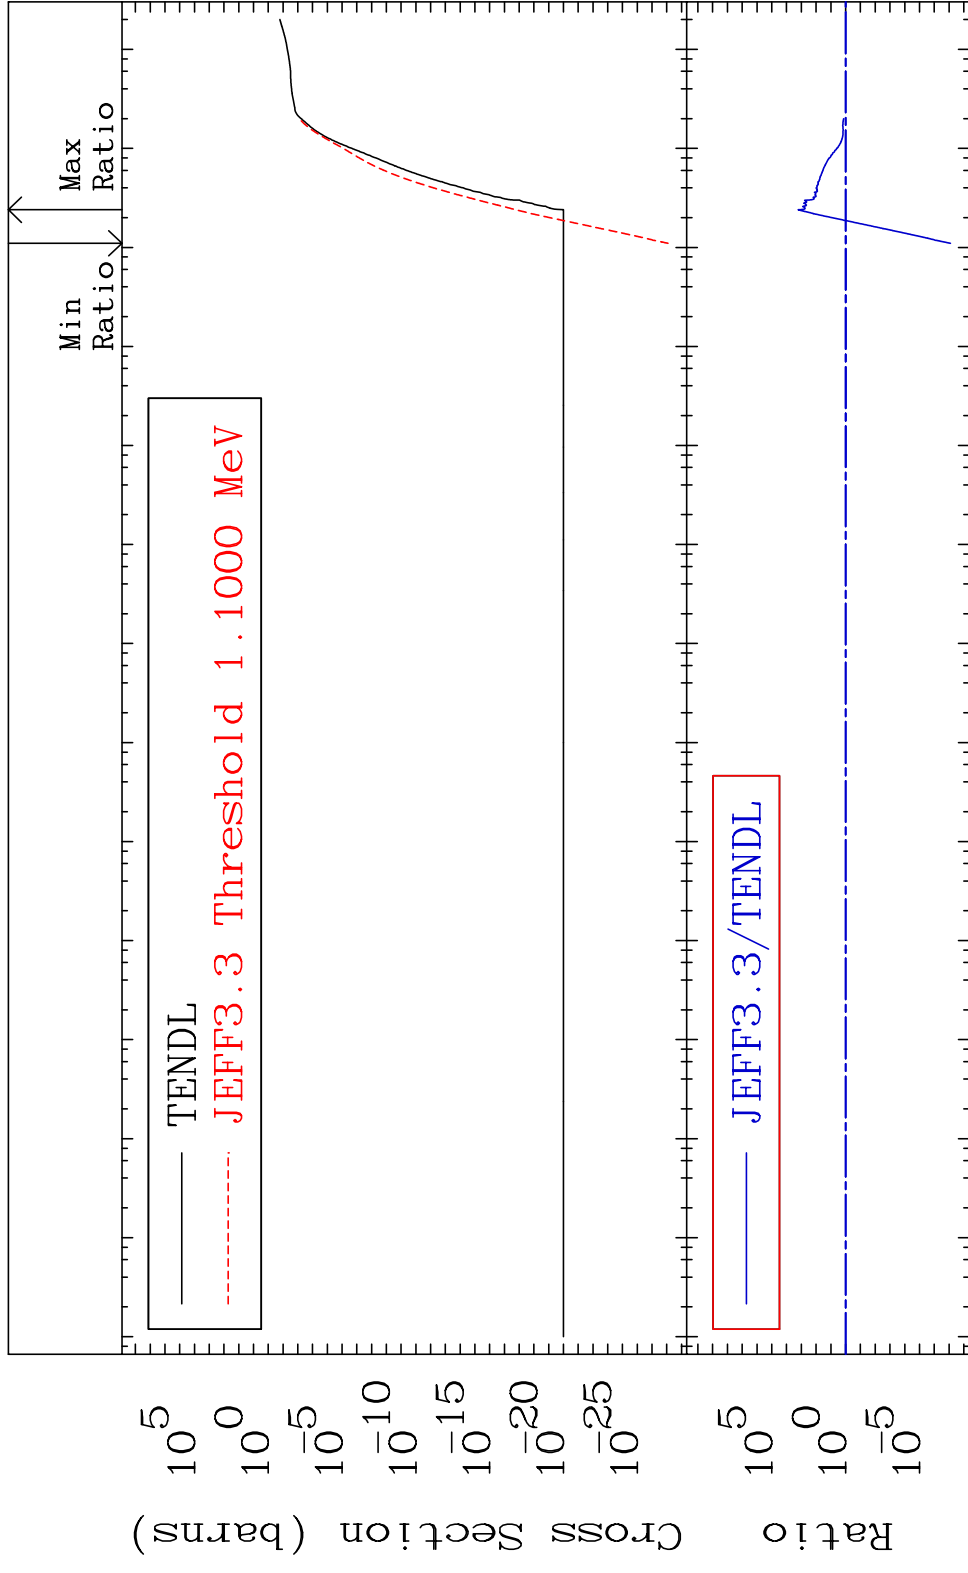 Min
Ratio
Max
Ratio
TENDL
JEFF3.3 Threshold 1.1000 MeV
10^5
10^0
10^-5
10^-10
10^-15
10^-20
10^-25
Cross Section (barns)
JEFF3.3/TENDL
10^5
10^0
10^-5
Ratio